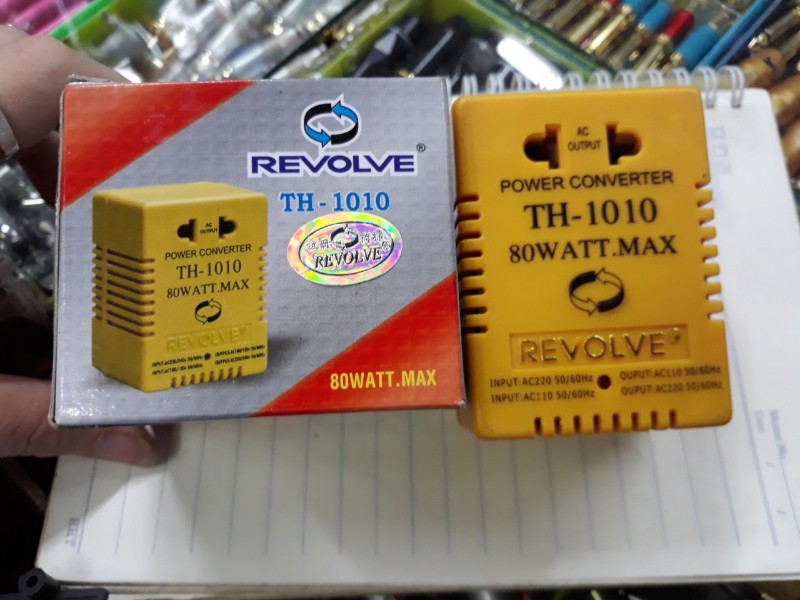 REVOLVE®
TH-1010
REVOLVE
AC
OUTPUT
POWER CONVERTER
TH-1010
80WATT.MAX
REVOLVE
80WATT.MAX
AC
OUTPUT
POWER CONVERTER
TH-1010
80WATT.MAX
REVOLVE®
INPUT:AC220 50/60Hz OUPUT:AC110 50/60Hz
INPUT:AC110 50/60Hz OUPUT:AC220 50/60Hz